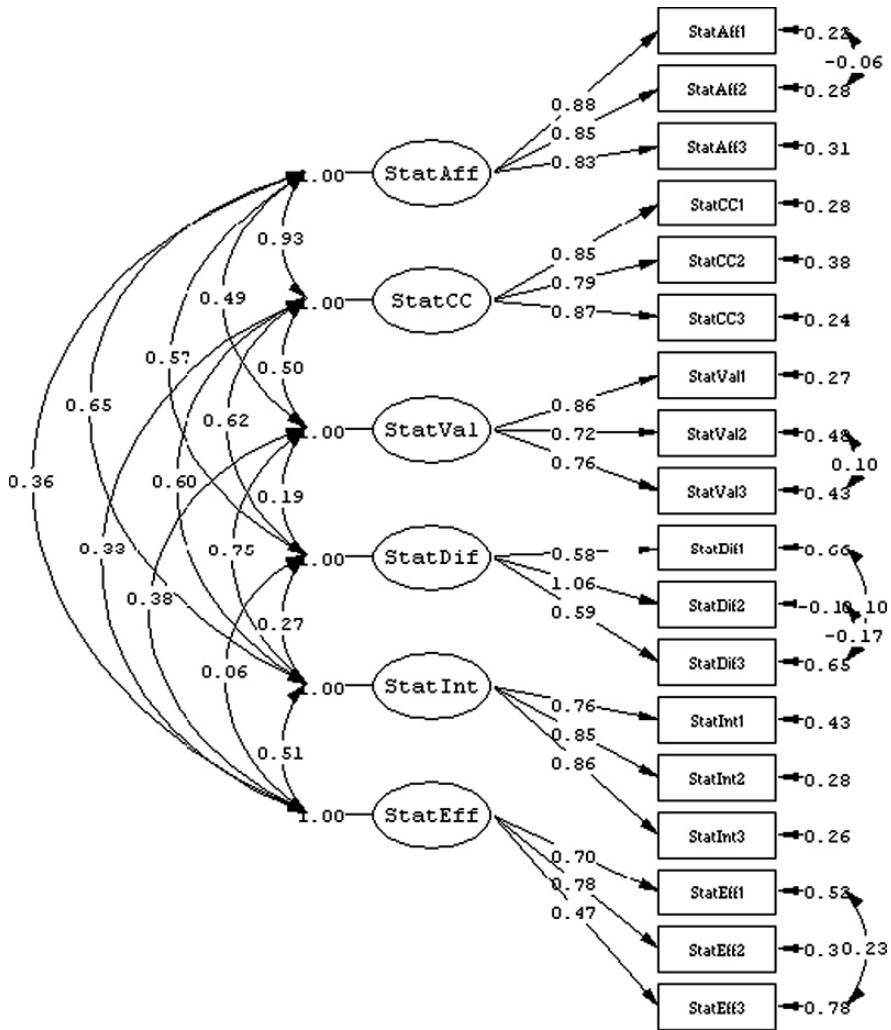 StatAff1 0.22
-0.06
StatAff2 0.28
0.88
0.85
0.83
StatAff3 0.31
1.00 StatAff
StatCC1 0.28
0.93
0.85
0.79
0.87
StatCC2 0.38
0.49
1.00 StatCC
StatCC3 0.24
0.57
0.50
StatVal1 0.27
0.65
0.62
0.86
0.72
0.76
1.00 StatVal
StatVal2 0.48
0.10
0.36
0.60
0.19
StatVal3 0.43
0.33
0.75
0.58
StatDif1 0.66
1.00 StatDif
1.06
0.59
0.38
StatDif2 10
-0.17
0.27
0.06
StatDif3 0.65
1.00 StatInt
0.76
0.85
0.86
StatInt1 0.43
0.51
StatInt2 0.28
1.00 StatEff
StatInt3 0.26
0.70
0.78
0.47
StatEff1 0.52
StatEff2 0.3 0.23
StatEff3 0.78